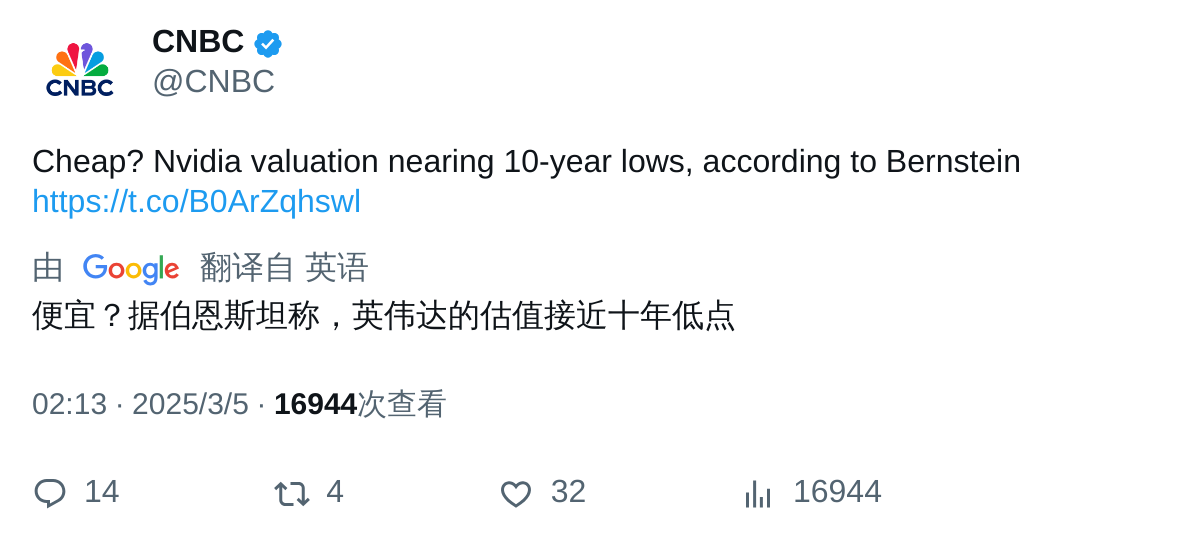 CNBC
CNBC
@CNBC
Cheap? Nvidia valuation nearing 10-year lows, according to Bernstein
https://t.co/B0ArZqhswl
由 Google 翻译自 英语
便宜？据伯恩斯坦称，英伟达的估值接近十年低点
02:13 · 2025/3/5 · 16944次查看
14 4 32 16944